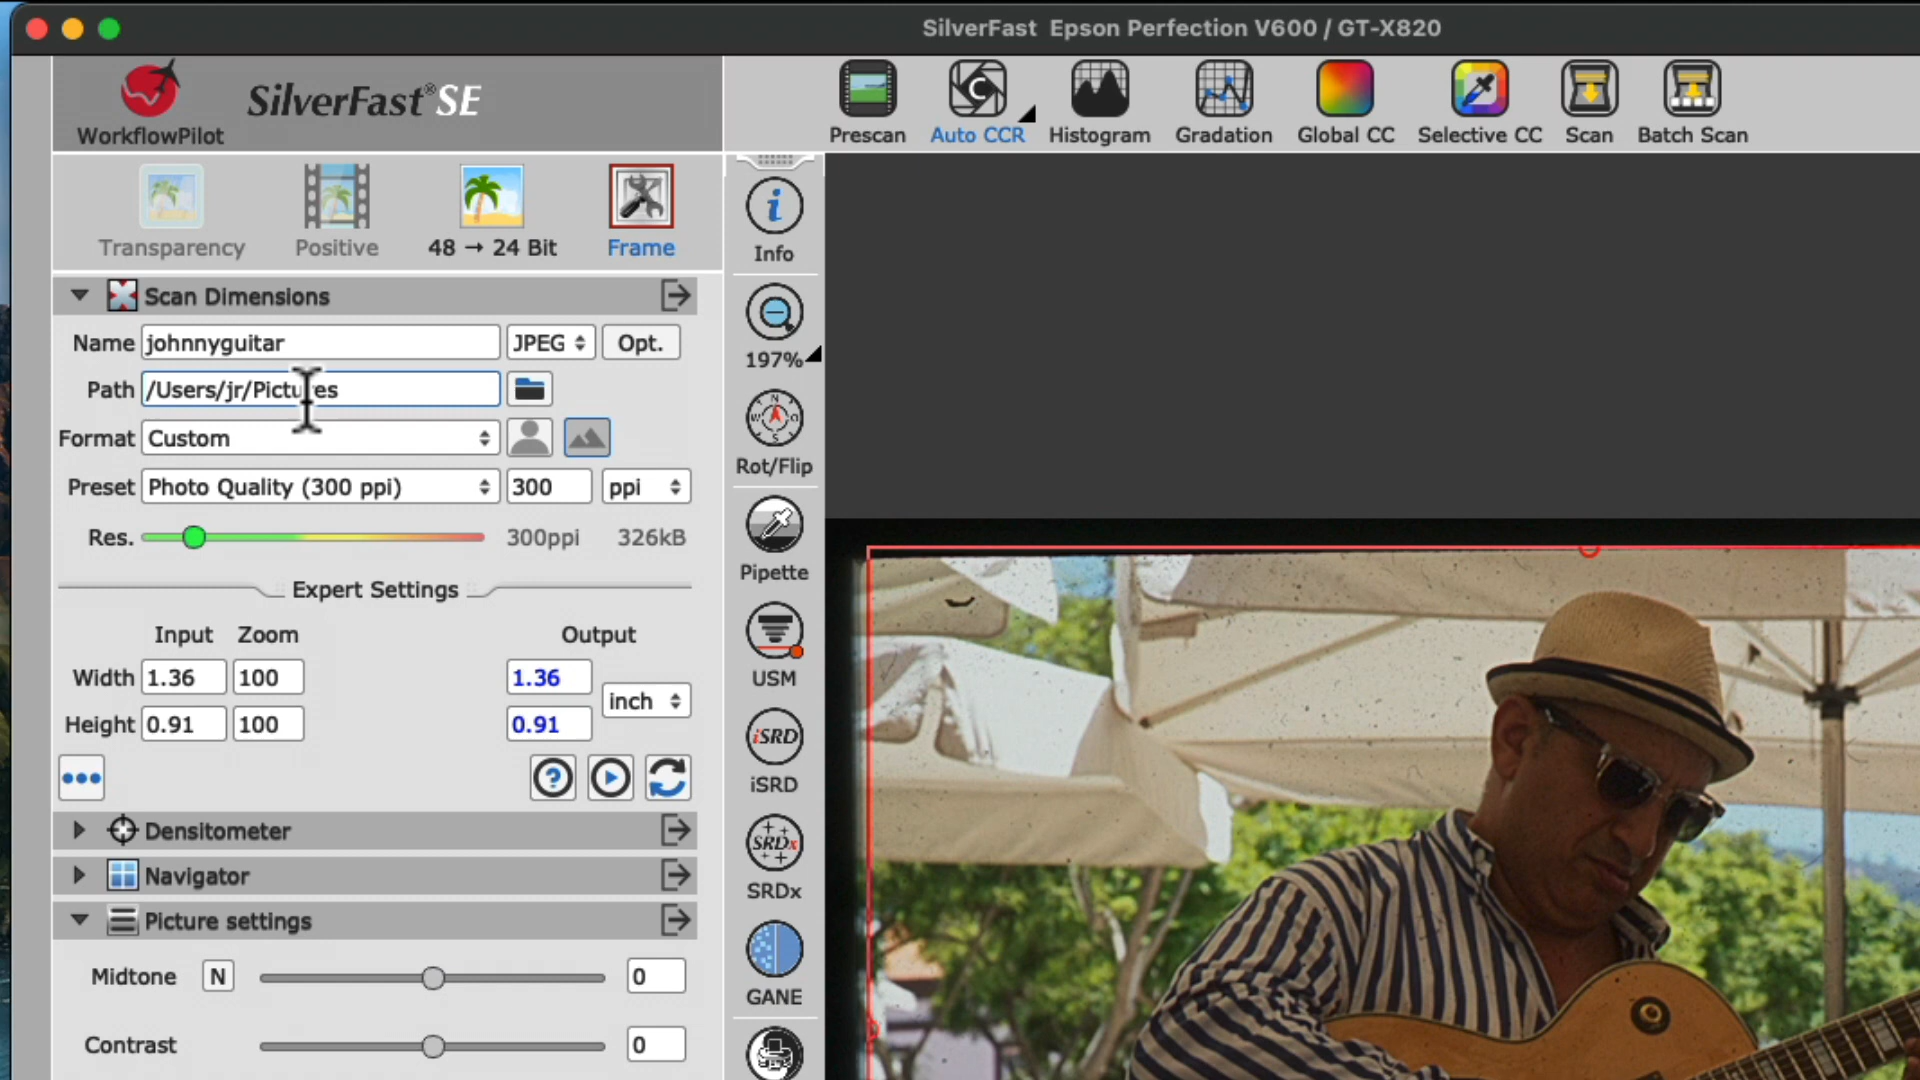 SilverFast Epson Perfection V600 / GT-X820
WorkflowPilot
SilverFast®SE
Prescan
Auto CCR
Histogram
Gradation
Global CC
Selective CC
Scan
Batch Scan
Transparency
Positive
48 → 24 Bit
Frame
Scan Dimensions
Name johnnyguitar JPEG Opt.
Path /Users/jr/Pictures
Format Custom
Preset Photo Quality (300 ppi) 300 ppi
Res. 300ppi 326kB
Expert Settings
Input Zoom Output
Width 1.36 100 1.36
inch
Height 0.91 100 0.91
?
Densitometer
Navigator
Picture settings
Midtone N 0
Contrast 0
i
Info
197%
N
W O
S
Rot/Flip
Pipette
USM
iSRD
iSRD
SRDx
SRDx
GANE